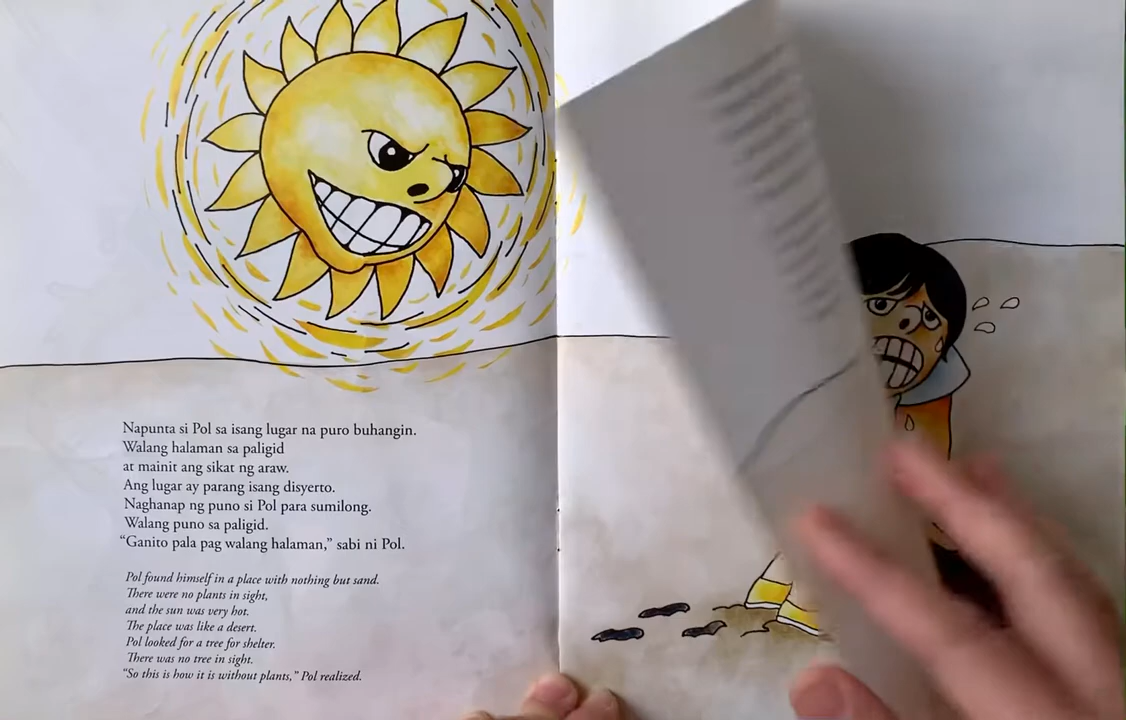 Napunta si Pol sa isang lugar na puro buhangin.
Walang halaman sa paligid
at mainit ang sikat ng araw.
Ang lugar ay parang isang disyerto.
Naghanap ng puno si Pol para sumilong.
Walang puno sa paligid.
“Ganito pala pag walang halaman,” sabi ni Pol.
Pol found himself in a place with nothing but sand.
There were no plants in sight,
and the sun was very hot.
The place was like a desert.
Pol looked for a tree for shelter.
There was no tree in sight.
“So this is how it is without plants,” Pol realized.